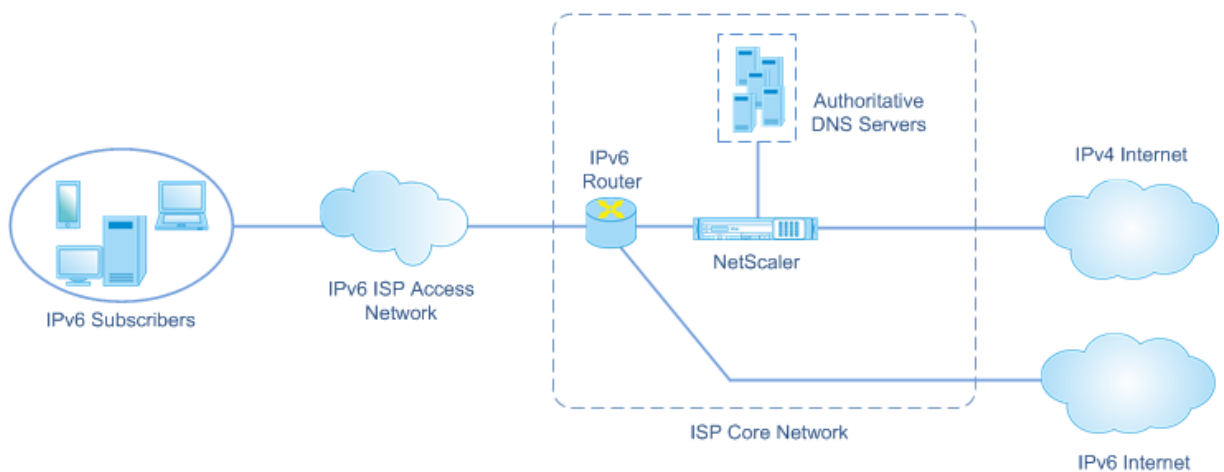 Authoritative
DNS Servers
IPv6
Router
IPv4 Internet
NetScaler
IPv6 ISP Access
Network
IPv6 Subscribers
ISP Core Network
IPv6 Internet